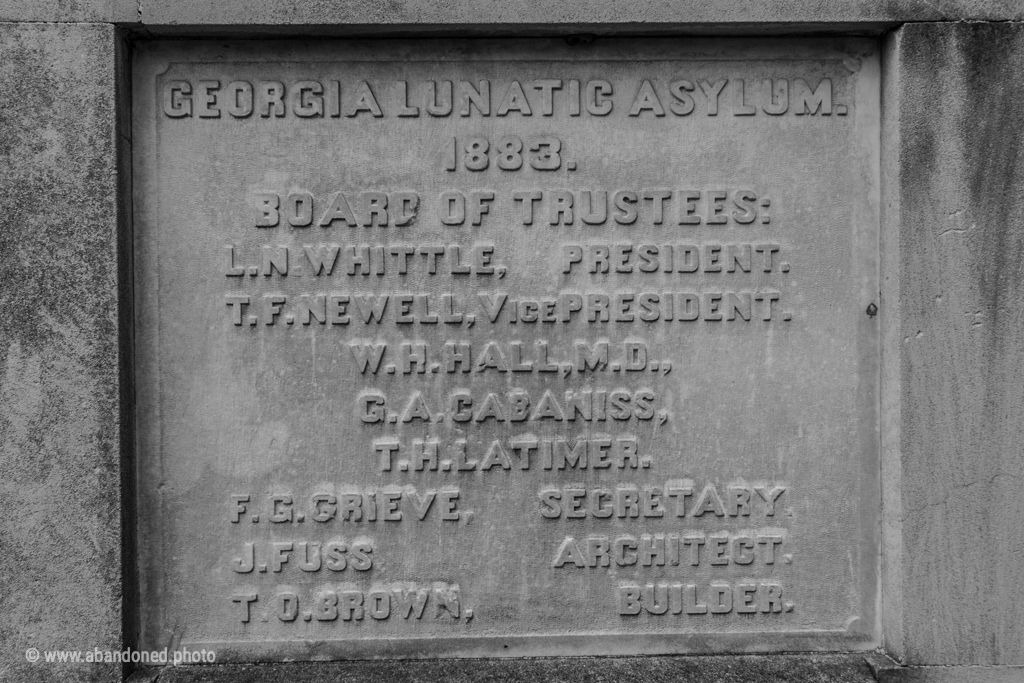 GEORGIA LUNATIC ASYLUM.
1883.
BOARD OF TRUSTEES:
L.N. WHITTLE, PRESIDENT.
T.F. NEWELL, VICE PRESIDENT.
W.H. HALL, M.D.,
G.A. CABANISS,
T.H. LATIMER.
F.G. GRIEVE, SECRETARY.
J. FUSS ARCHITECT.
T.O. BROWN, BUILDER.
© www.abandoned.photo